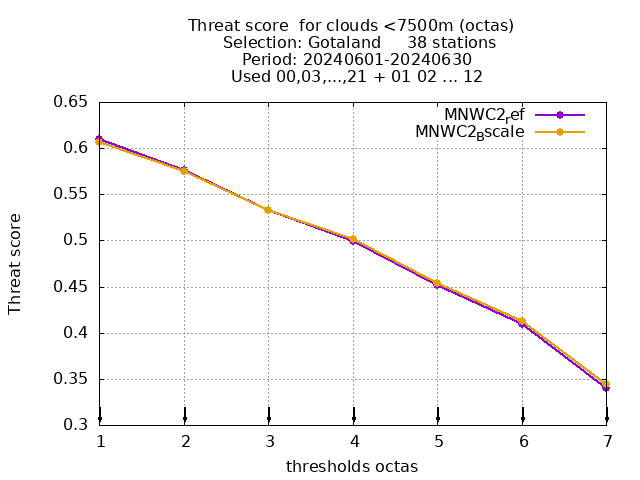 Threat score  for clouds <7500m (octas)
Selection: Gotaland     38 stations
Period: 20240601-20240630
Used 00,03,...,21 + 01 02 ... 12
MNWC2ref
MNWC2Bscale
0.65
0.6
0.55
0.5
0.45
0.4
0.35
0.3
Threat score
1 2 3 4 5 6 7
thresholds octas